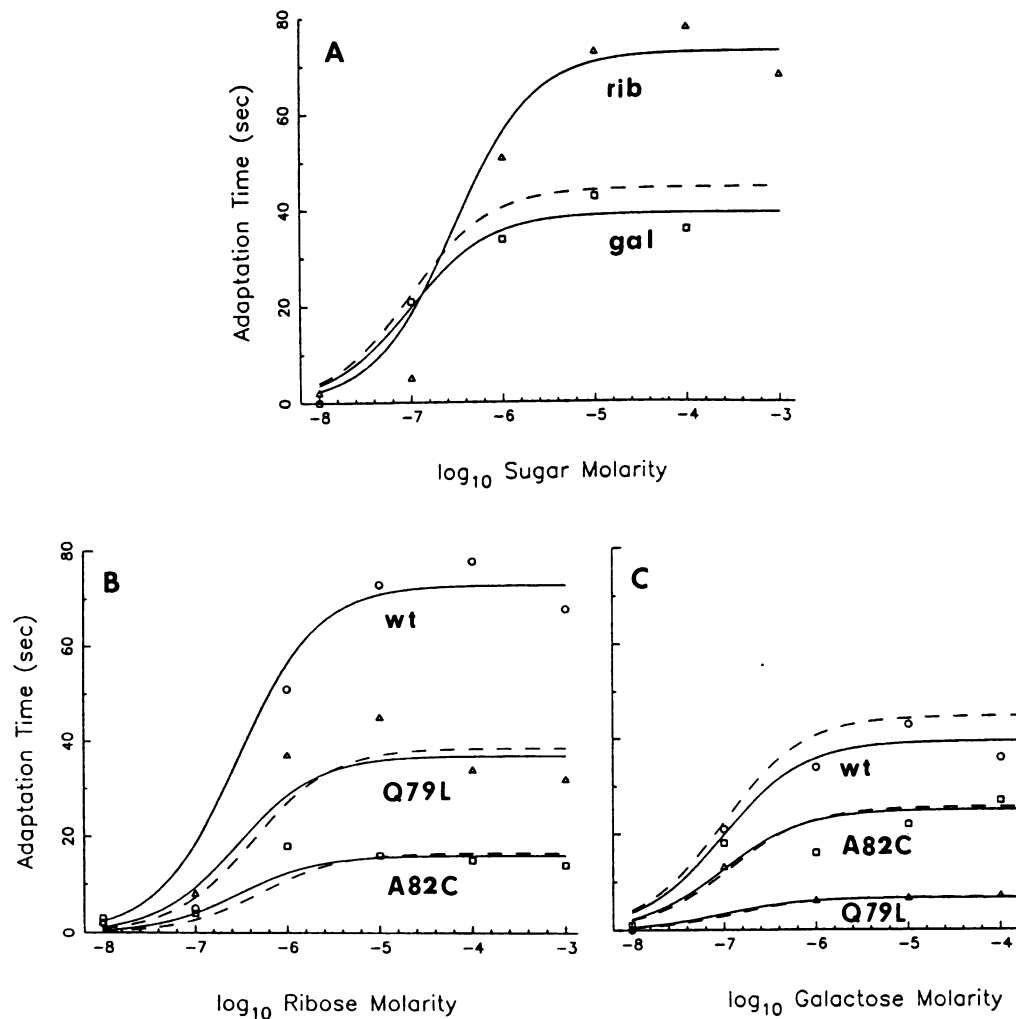 A
Adaptation Time (sec)
80
60
40
20
0
rib
gal
−8 −7 −6 −5 −4 −3
log10 Sugar Molarity
B
Adaptation Time (sec)
80
60
40
20
0
wt
Q79L
A82C
−8 −7 −6 −5 −4 −3
log10 Ribose Molarity
C
wt
A82C
Q79L
−8 −7 −6 −5 −4
log10 Galactose Molarity